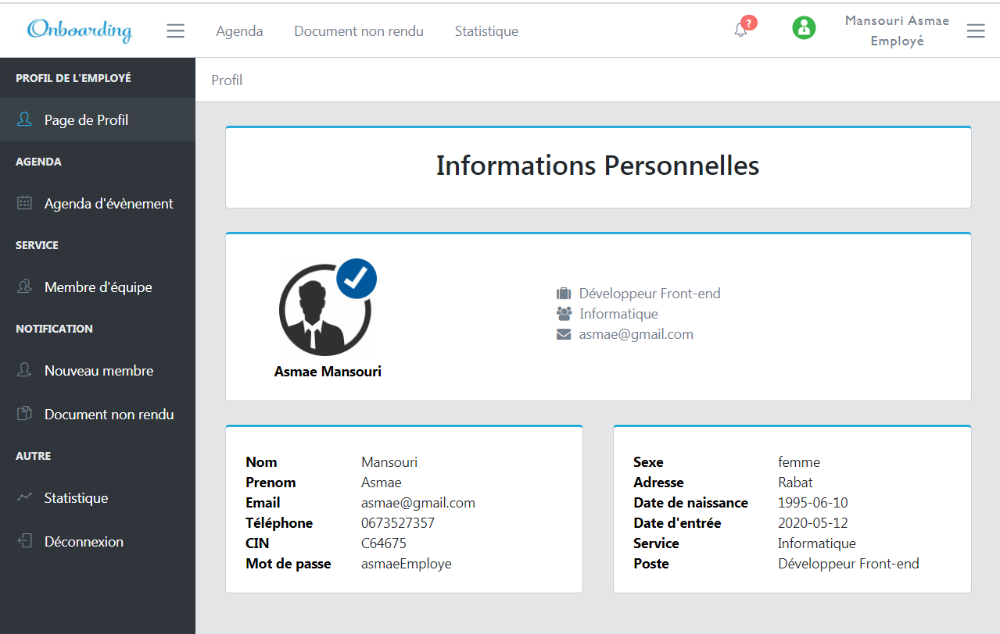 Onboarding
Agenda
Document non rendu
Statistique
?
Mansouri Asmae
Employé
PROFIL DE L'EMPLOYÉ
Page de Profil
AGENDA
Agenda d'évènement
SERVICE
Membre d'équipe
NOTIFICATION
Nouveau membre
Document non rendu
AUTRE
Statistique
Déconnexion
Profil
Informations Personnelles
Asmae Mansouri
Développeur Front-end
Informatique
asmae@gmail.com
Nom Mansouri
Prenom Asmae
Email asmae@gmail.com
Téléphone 0673527357
CIN C64675
Mot de passe asmaeEmploye
Sexe femme
Adresse Rabat
Date de naissance 1995-06-10
Date d'entrée 2020-05-12
Service Informatique
Poste Développeur Front-end